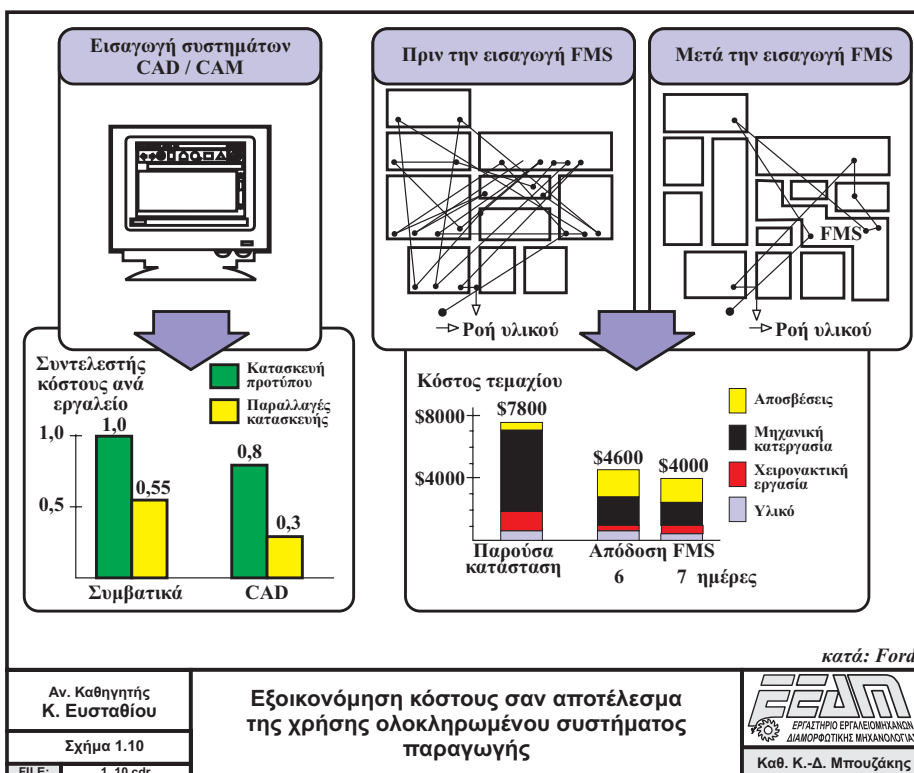 Εισαγωγή συστημάτων
CAD / CAM
Πριν την εισαγωγή FMS
Μετά την εισαγωγή FMS
FMS
Ροή υλικού
Ροή υλικού
Συντελεστής
κόστους ανά
εργαλείο
Κατασκευή
προτύπου
Παραλλαγές
κατασκευής
1,0
1,0
0,8
0,5
0,55
0,3
Συμβατικά
CAD
Κόστος τεμαχίου
$8000
$7800
$4600
$4000
$4000
Αποσβέσεις
Μηχανική
κατεργασία
Χειρονακτική
εργασία
Υλικό
Παρούσα
κατάσταση
Απόδοση FMS
6
7 ημέρες
κατά: Ford
Αν. Καθηγητής
Κ. Ευσταθίου
Σχήμα 1.10
FILE:
1_10.cdr
Εξοικονόμηση κόστους σαν αποτέλεσμα
της χρήσης ολοκληρωμένου συστήματος
παραγωγής
ΕΕΔΜ
ΕΡΓΑΣΤΗΡΙΟ ΕΡΓΑΛΕΙΟΜΗΧΑΝΩΝ
ΔΙΑΜΟΡΦΩΤΙΚΗΣ ΜΗΧΑΝΟΛΟΓΙΑΣ
Καθ. Κ.-Δ. Μπουζάκης